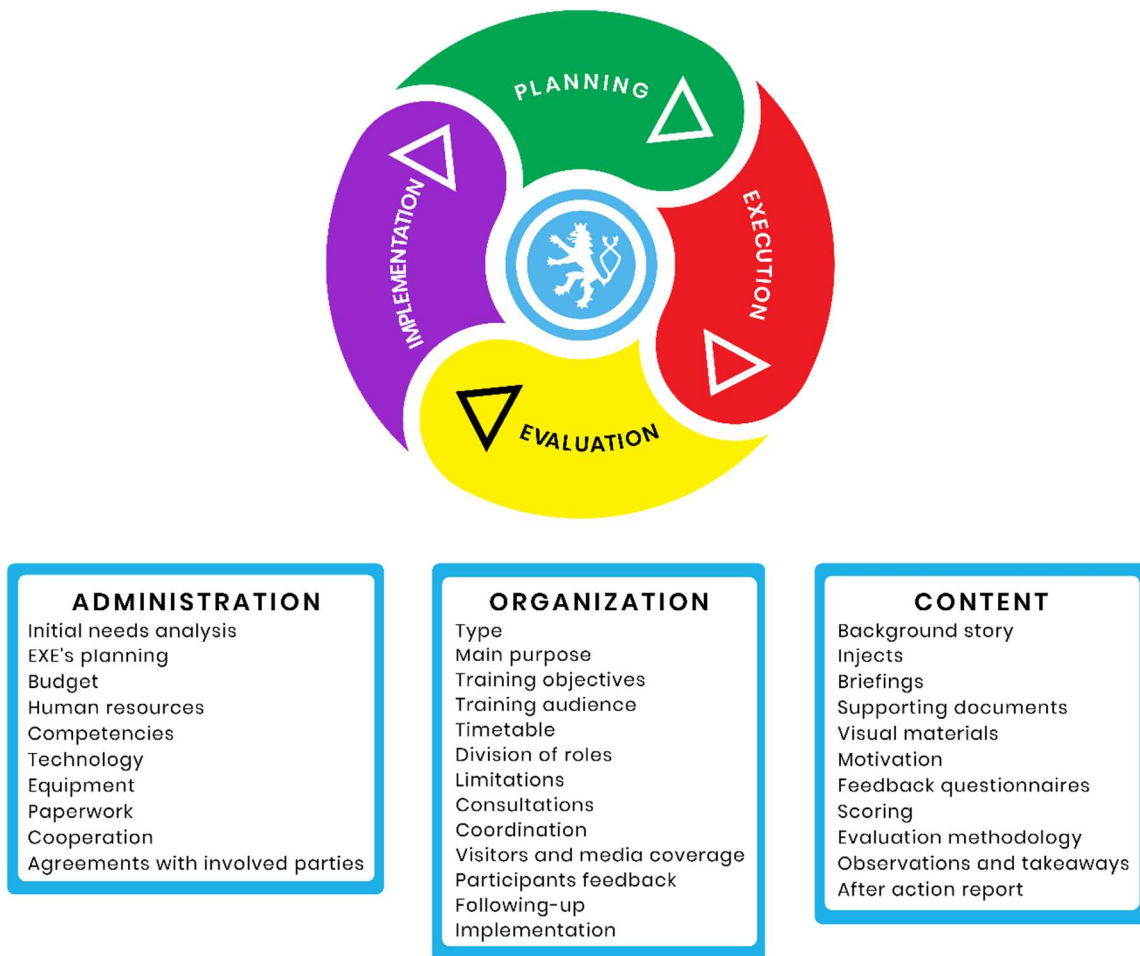 PLANNING
EXECUTION
IMPLEMENTATION
EVALUATION
ADMINISTRATION
Initial needs analysis
EXE's planning
Budget
Human resources
Competencies
Technology
Equipment
Paperwork
Cooperation
Agreements with involved parties
ORGANIZATION
Type
Main purpose
Training objectives
Training audience
Timetable
Division of roles
Limitations
Consultations
Coordination
Visitors and media coverage
Participants feedback
Following-up
Implementation
CONTENT
Background story
Injects
Briefings
Supporting documents
Visual materials
Motivation
Feedback questionnaires
Scoring
Evaluation methodology
Observations and takeaways
After action report